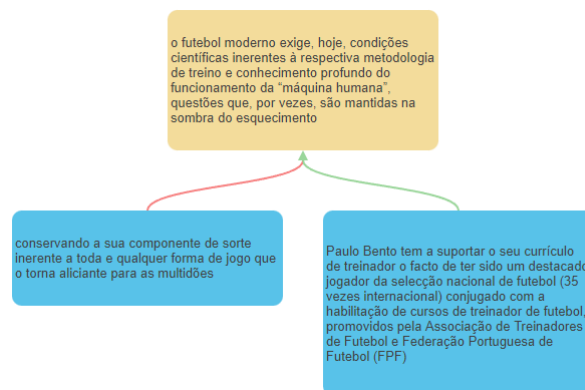 o futebol moderno exige, hoje, condições
científicas inerentes à respectiva metodologia
de treino e conhecimento profundo do
funcionamento da “máquina humana”,
questões que, por vezes, são mantidas na
sombra do esquecimento
conservando a sua componente de sorte
inerente a toda e qualquer forma de jogo que
o torna aliciante para as multidões
Paulo Bento tem a suportar o seu currículo
de treinador o facto de ter sido um destacado
jogador da selecção nacional de futebol (35
vezes internacional) conjugado com a
habilitação de cursos de treinador de futebol,
promovidos pela Associação de Treinadores
de Futebol e Federação Portuguesa de
Futebol (FPF)